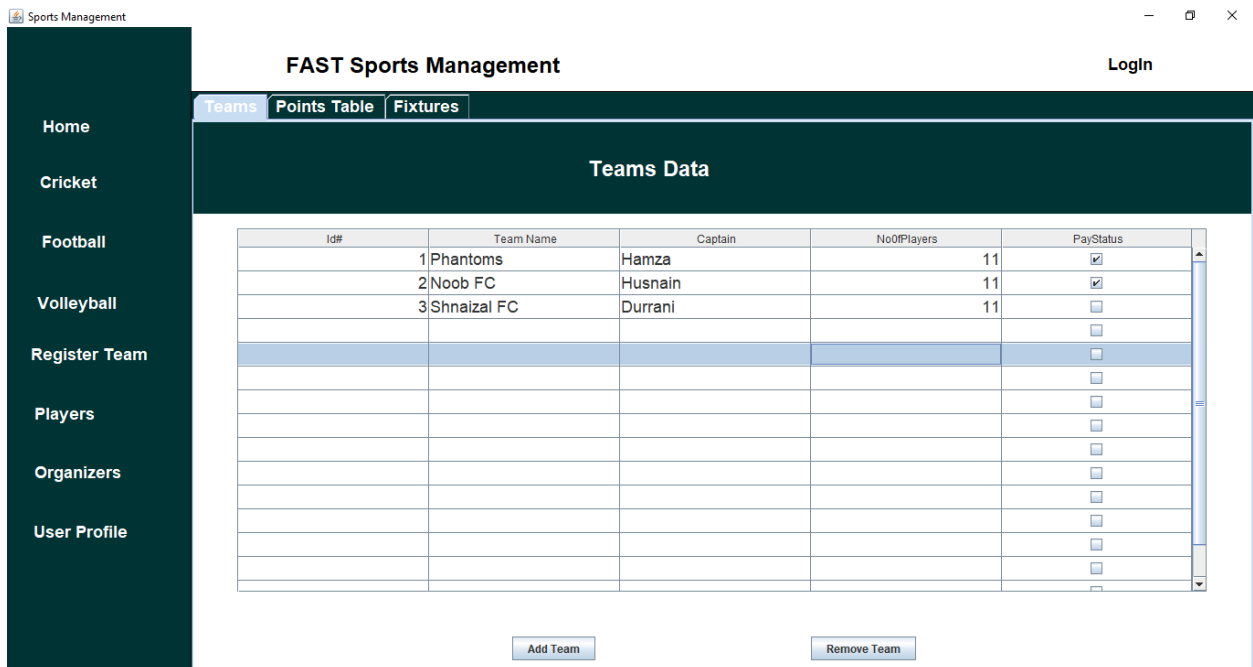 Sports Management
FAST Sports Management
LogIn
Teams Points Table Fixtures
Home
Cricket
Football
Volleyball
Register Team
Players
Organizers
User Profile
Teams Data
Id# Team Name Captain No0fPlayers PayStatus
1 Phantoms Hamza 11
2 Noob FC Husnain 11
3 Shnaizal FC Durrani 11
Add Team Remove Team